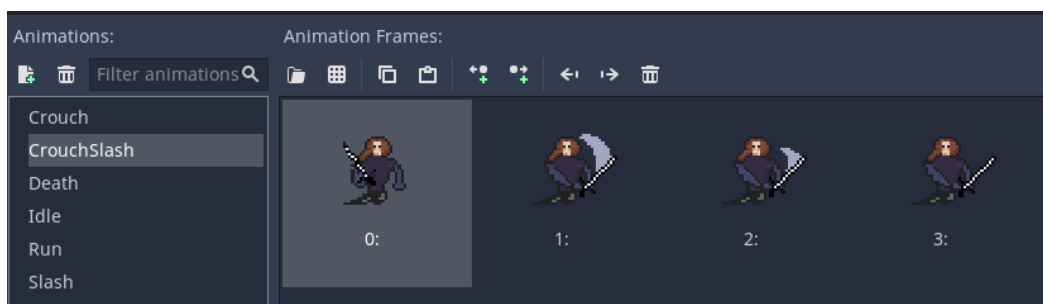 Animations:
Animation Frames:
Filter animations
Crouch
CrouchSlash
Death
Idle
Run
Slash
0:
1:
2:
3: